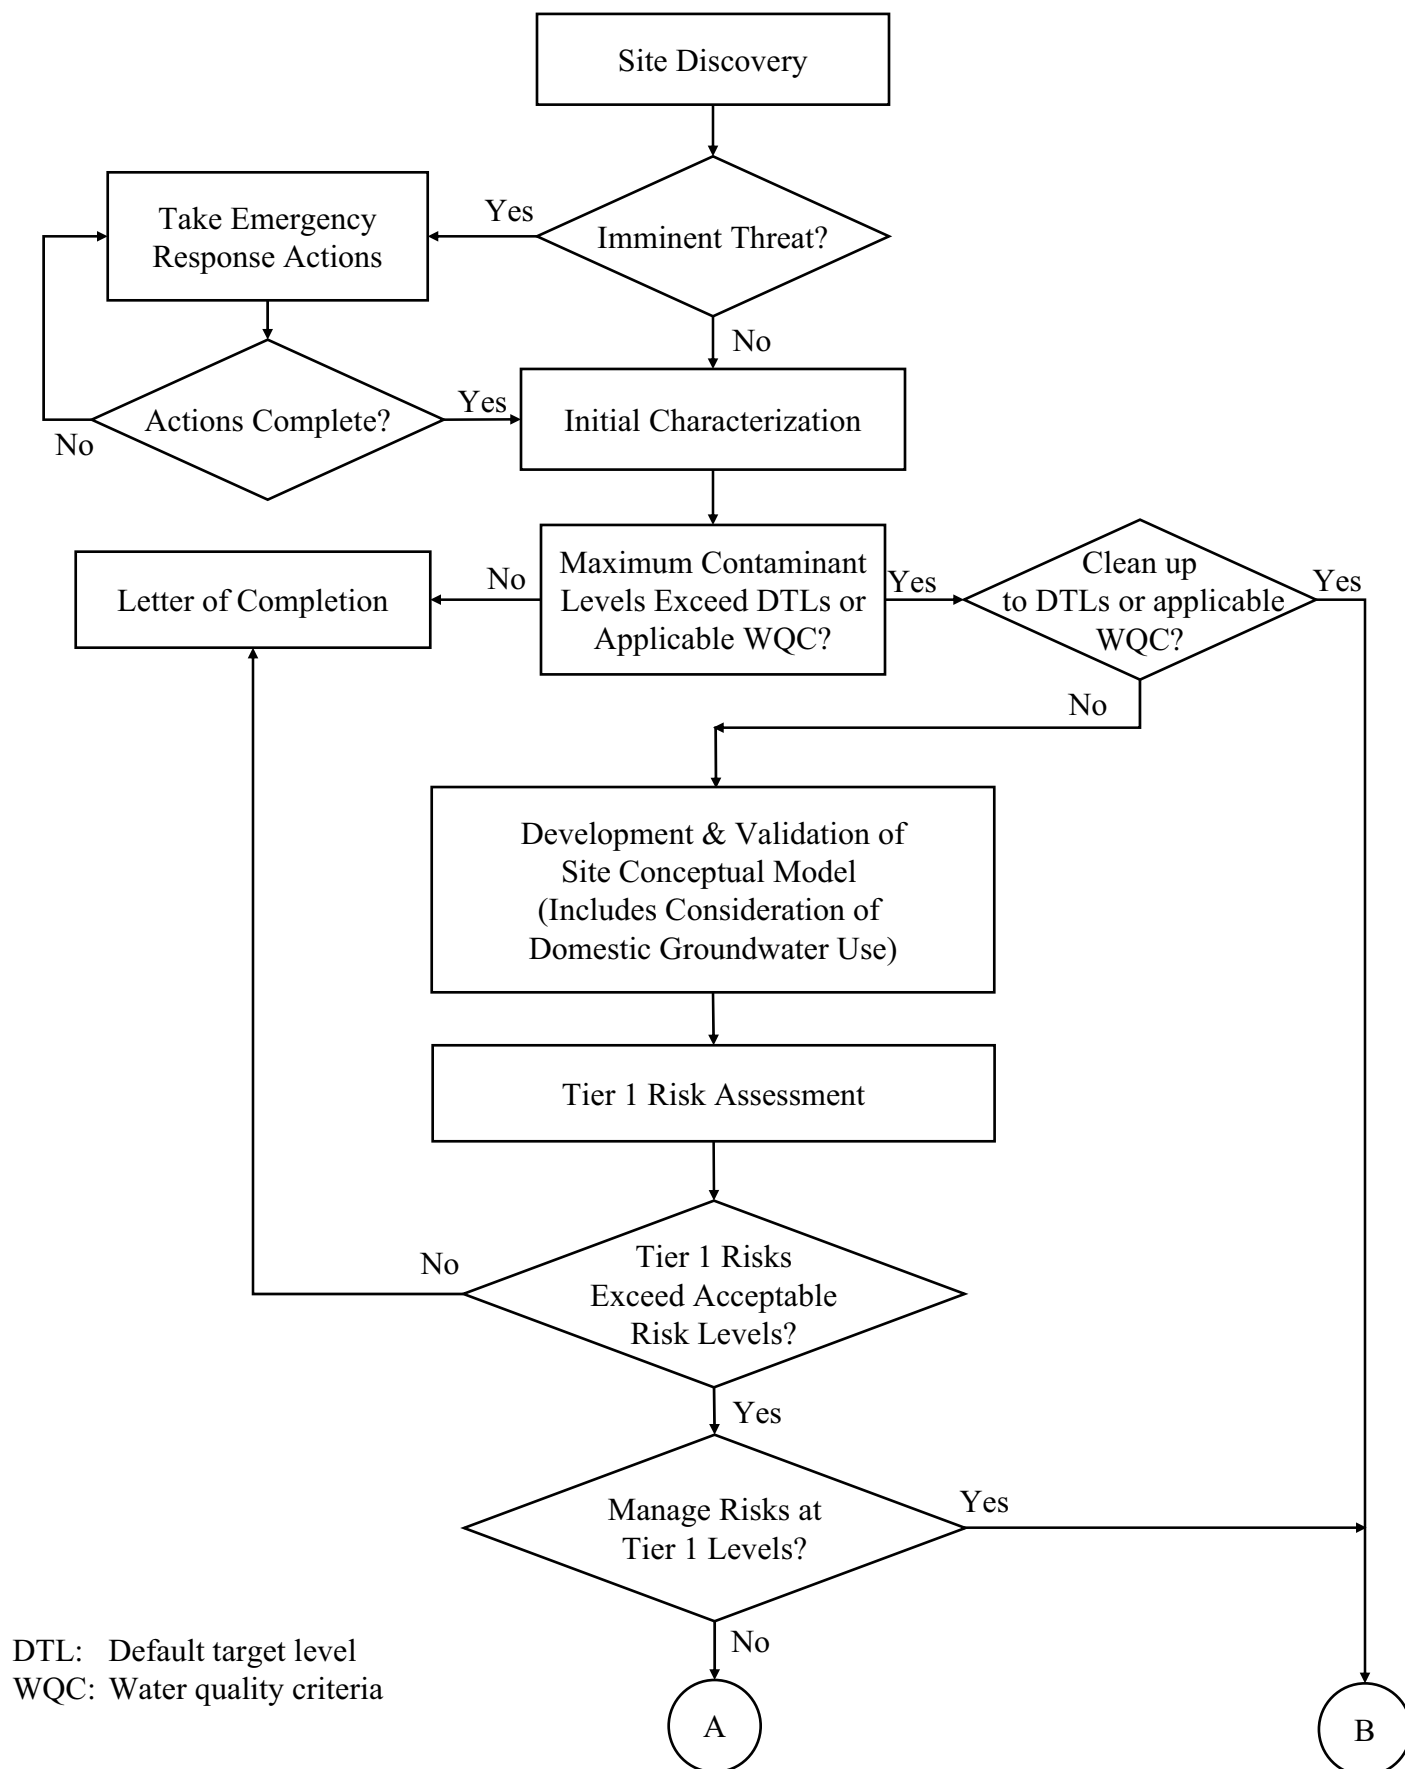 Site Discovery
Imminent Threat?
Yes
Take Emergency
Response Actions
No
Actions Complete?
No
Yes
Initial Characterization
Maximum Contaminant
Levels Exceed DTLs or
Applicable WQC?
No
Letter of Completion
Yes
Clean up
to DTLs or applicable
WQC?
Yes
No
Development & Validation of
Site Conceptual Model
(Includes Consideration of
Domestic Groundwater Use)
Tier 1 Risk Assessment
Tier 1 Risks
Exceed Acceptable
Risk Levels?
No
Yes
Manage Risks at
Tier 1 Levels?
Yes
No
DTL: Default target level
WQC: Water quality criteria
A
B